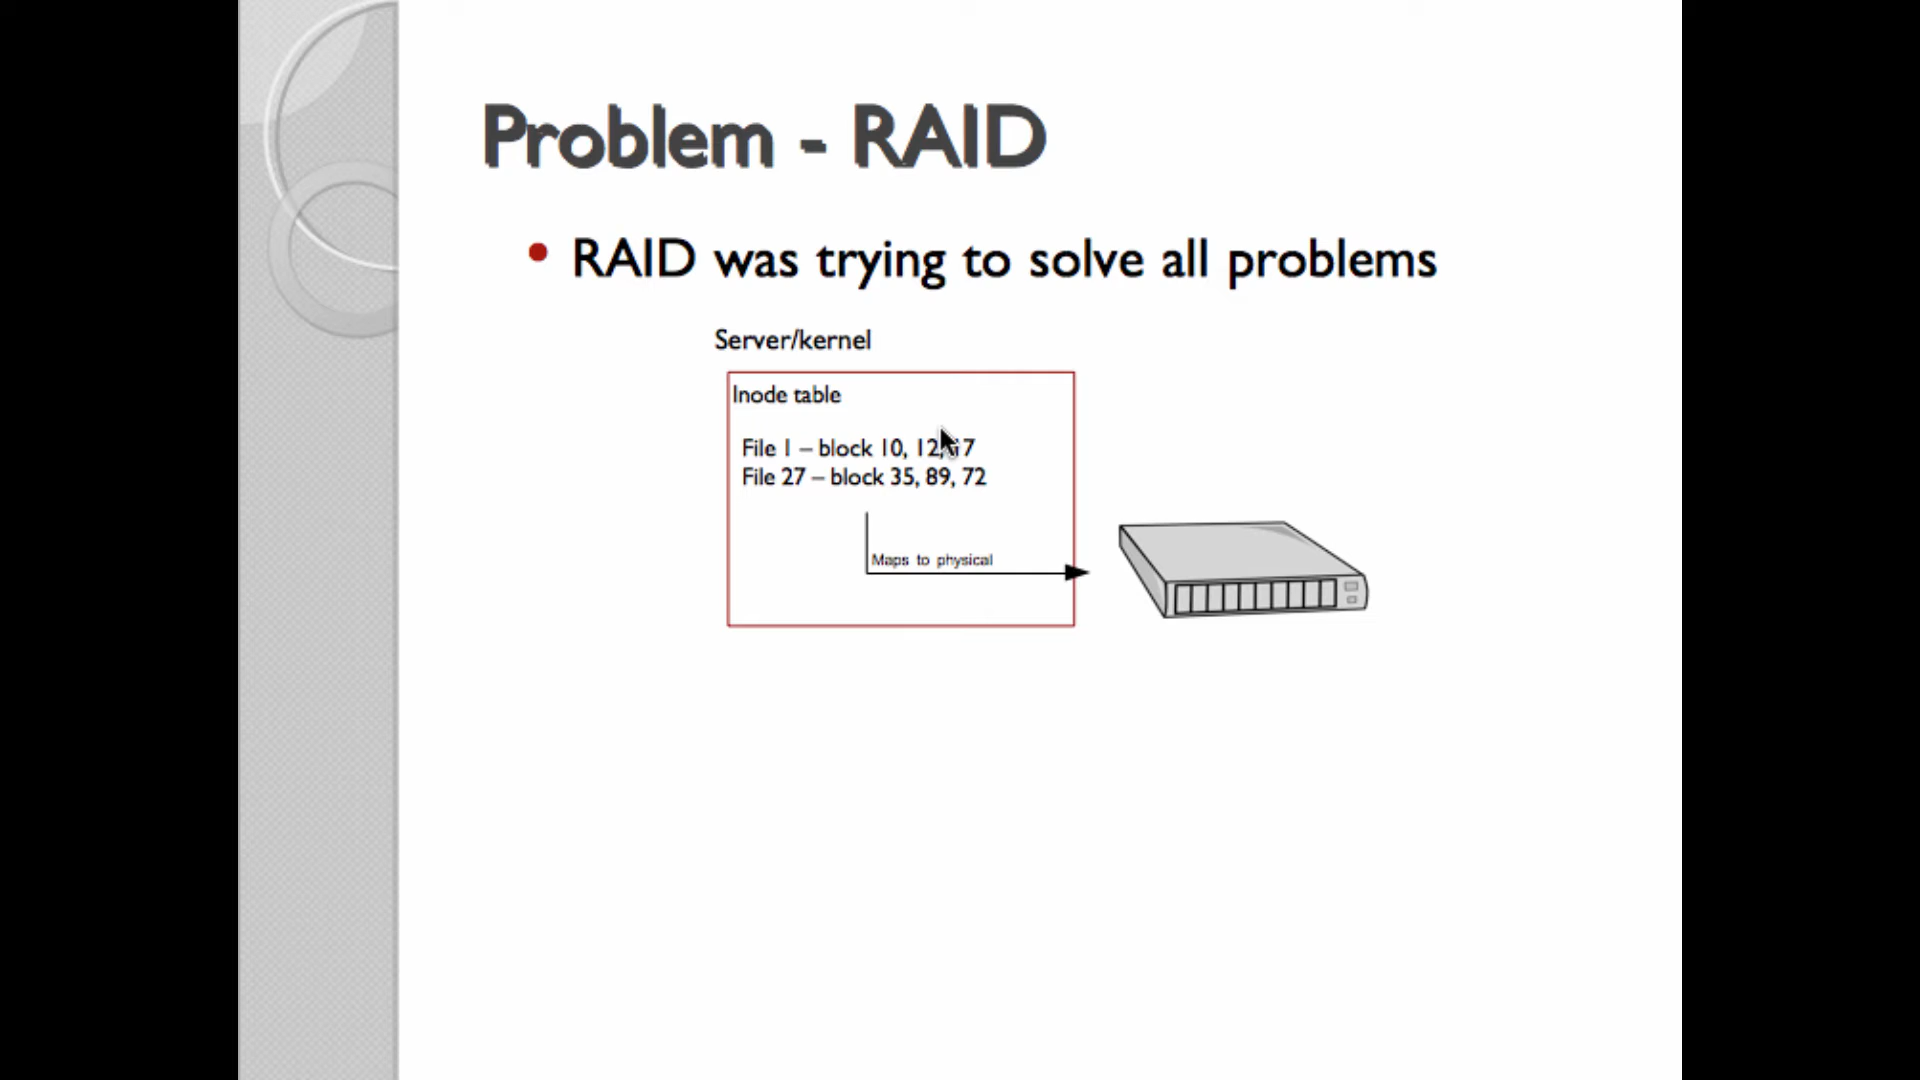 Problem - RAID
RAID was trying to solve all problems
Server/kernel
Inode table
File 1 – block 10, 12, 17
File 27 – block 35, 89, 72
Maps to physical